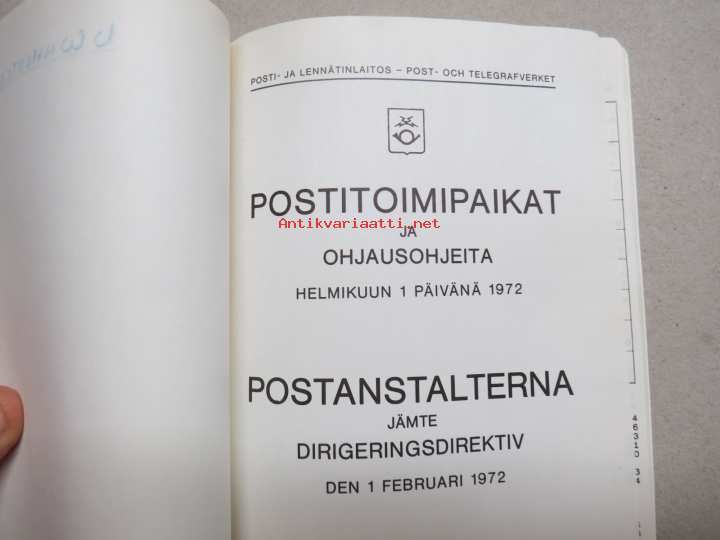 POSTI- JA LENNÄTINLAITOS – POST- OCH TELEGRAFVERKET
POSTITOIMIPAIKAT
Antikvariaatti.net
JA
OHJAUSOHJEITA
HELMIKUUN 1 PÄIVÄNÄ 1972
POSTANSTALTERNA
JÄMTE
DIRIGERINGSDIREKTIV
DEN 1 FEBRUARI 1972